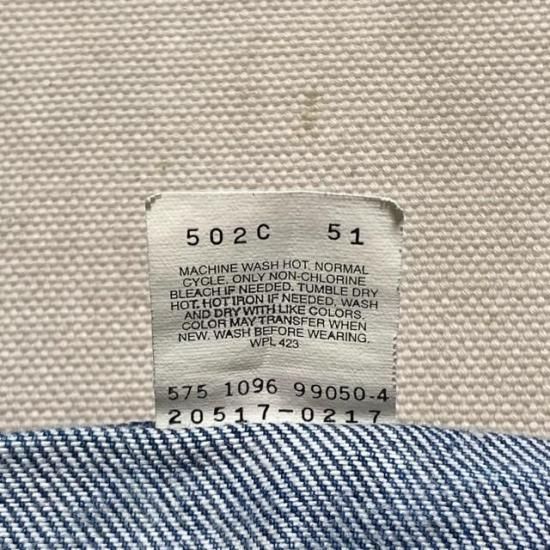 502C 51
MACHINE WASH HOT, NORMAL
CYCLE, ONLY NON-CHLORINE
BLEACH IF NEEDED, TUMBLE DRY
HOT, HOT IRON IF NEEDED, WASH
AND DRY WITH LIKE COLORS.
COLOR MAY TRANSFER WHEN
NEW. WASH BEFORE WEARING.
WPL 423
575 1096 99050-4
20517-0217